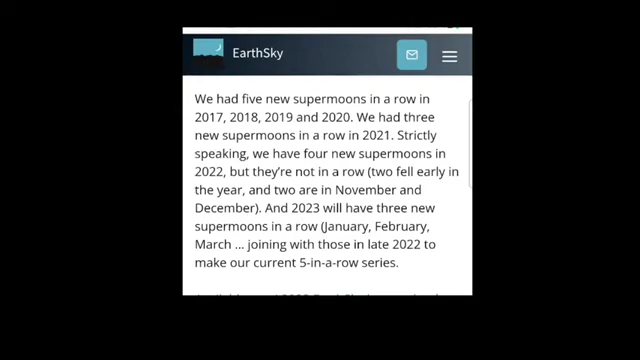 EarthSky
We had five new supermoons in a row in
2017, 2018, 2019 and 2020. We had three
new supermoons in a row in 2021. Strictly
speaking, we have four new supermoons in
2022, but they’re not in a row (two fell early in
the year, and two are in November and
December). And 2023 will have three new
supermoons in a row (January, February,
March ... joining with those in late 2022 to
make our current 5-in-a-row series.